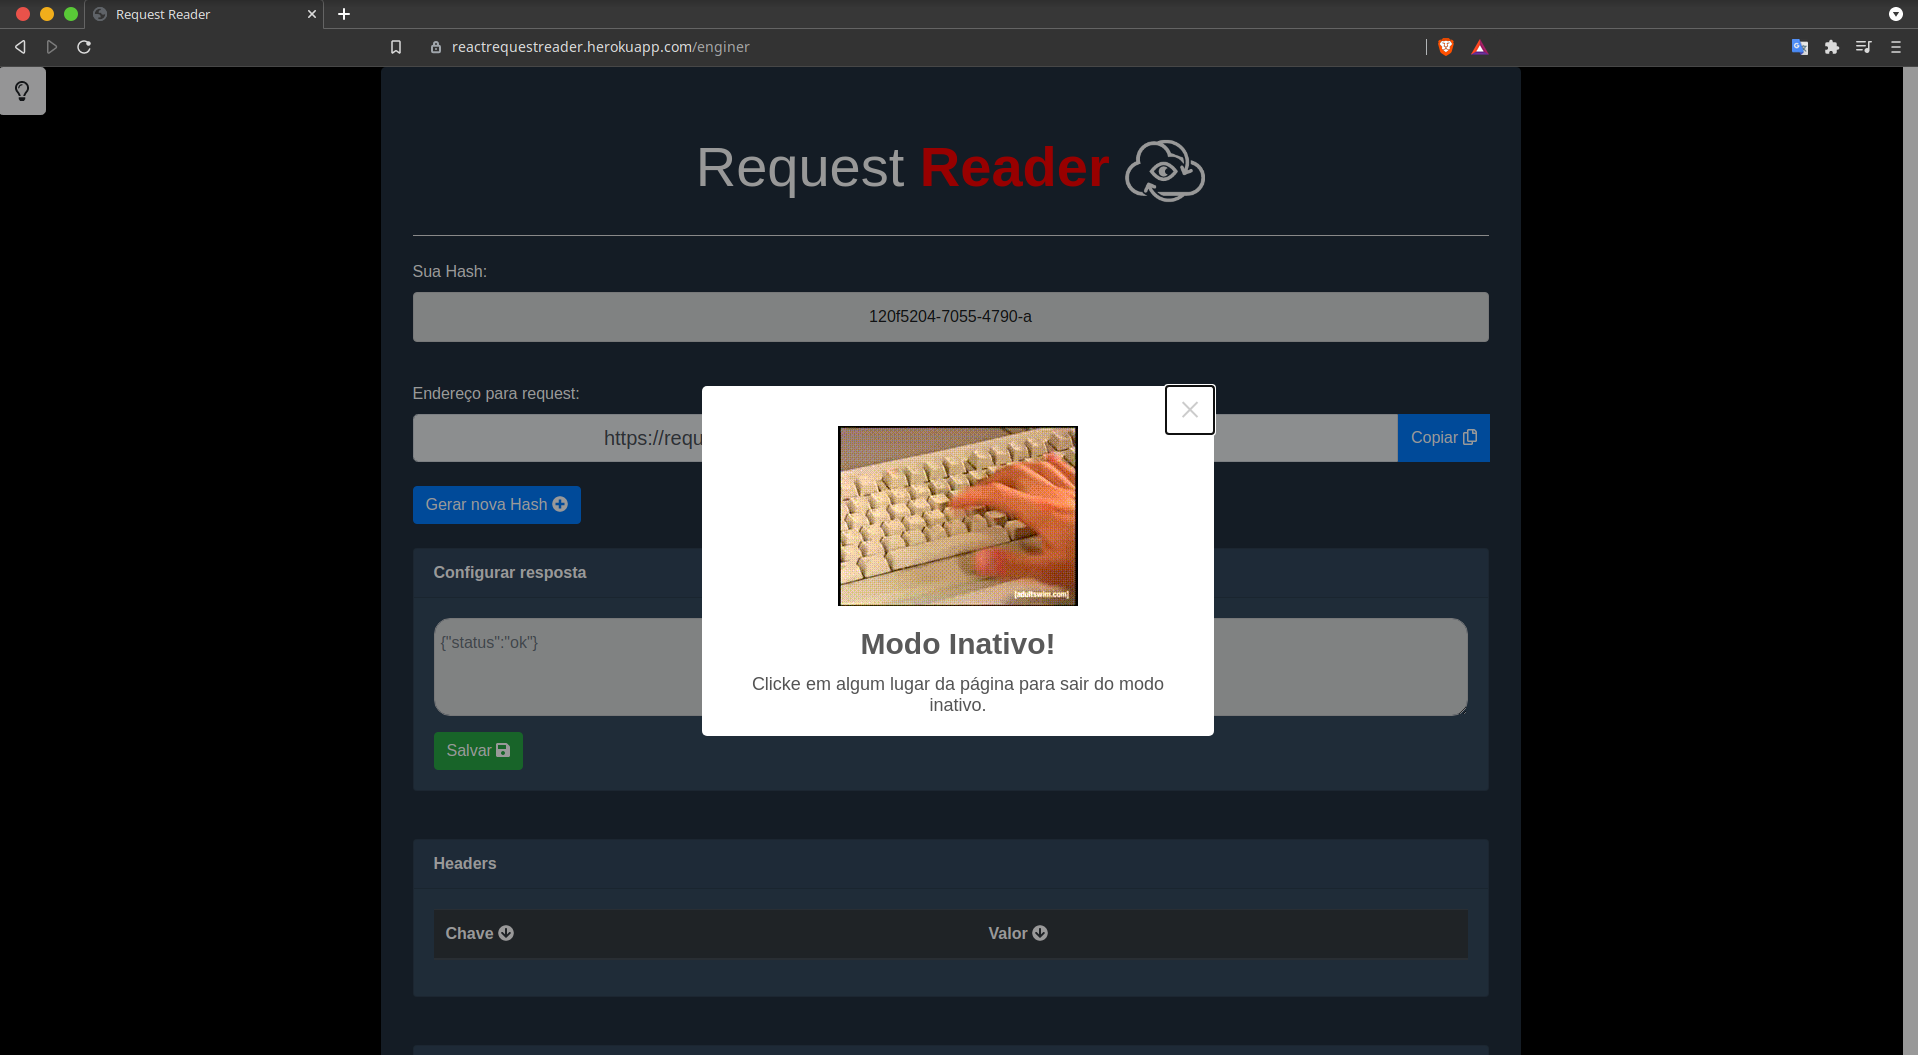 Request Reader
reactrequestreader.herokuapp.com/enginer
Request Reader
Sua Hash:
120f5204-7055-4790-a
Endereço para request:
https://requ
Copiar
Gerar nova Hash
Configurar resposta
{"status":"ok"}
Salvar
[adultswim.com]
Modo Inativo!
Clicke em algum lugar da página para sair do modo
inativo.
Headers
Chave Valor